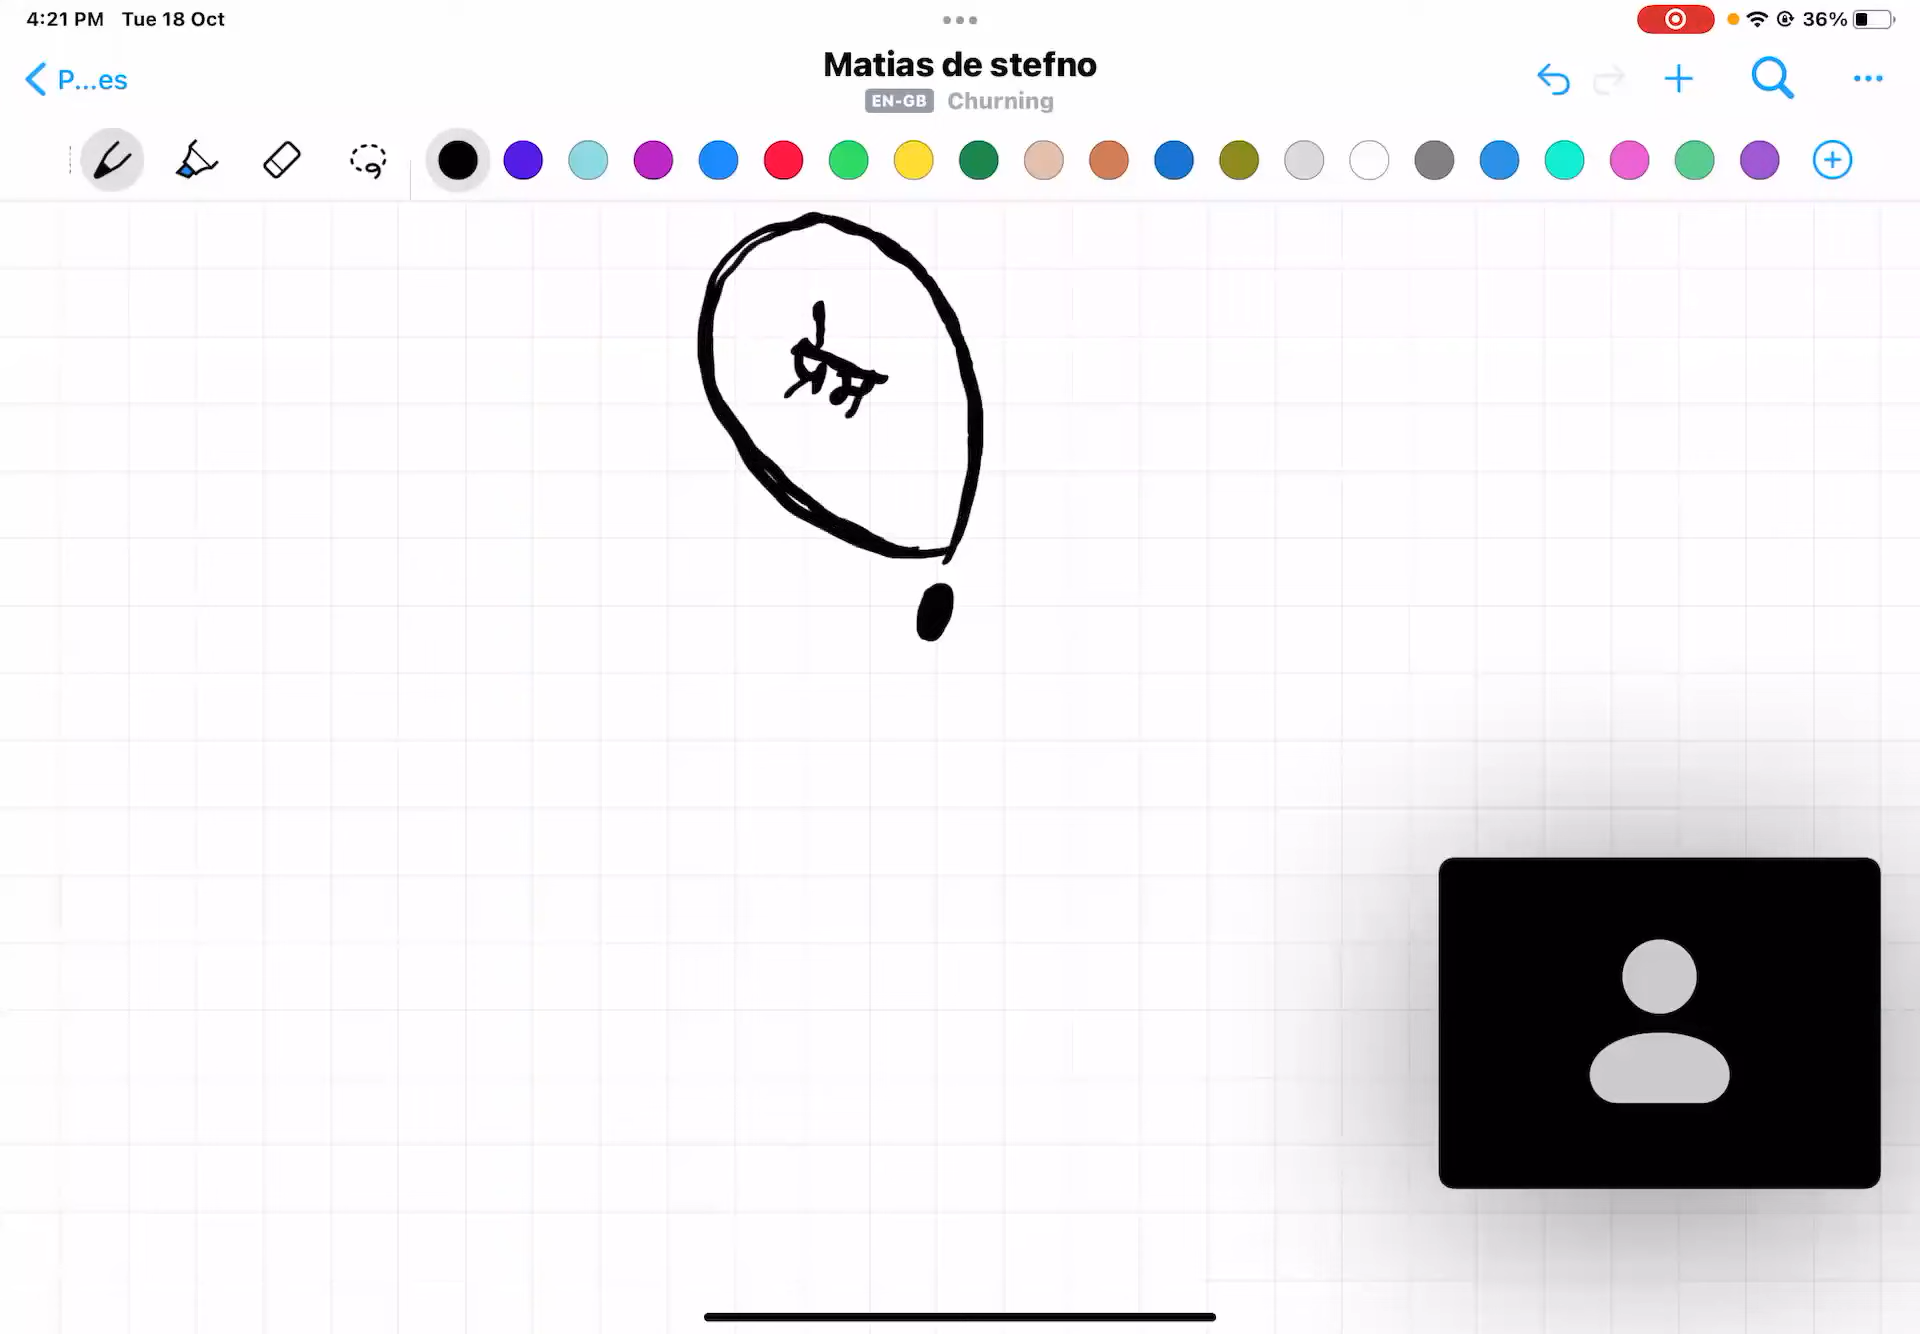 4:21 PM Tue 18 Oct
36%
P...es
Matias de stefno
EN-GB Churning
प्रेम